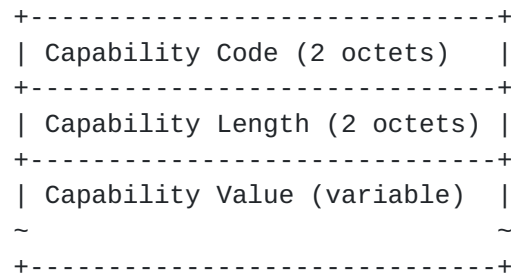 +------------------------------+
| Capability Code (2 octets)   |
+------------------------------+
| Capability Length (2 octets) |
+------------------------------+
| Capability Value (variable)  |
~                              ~
+------------------------------+